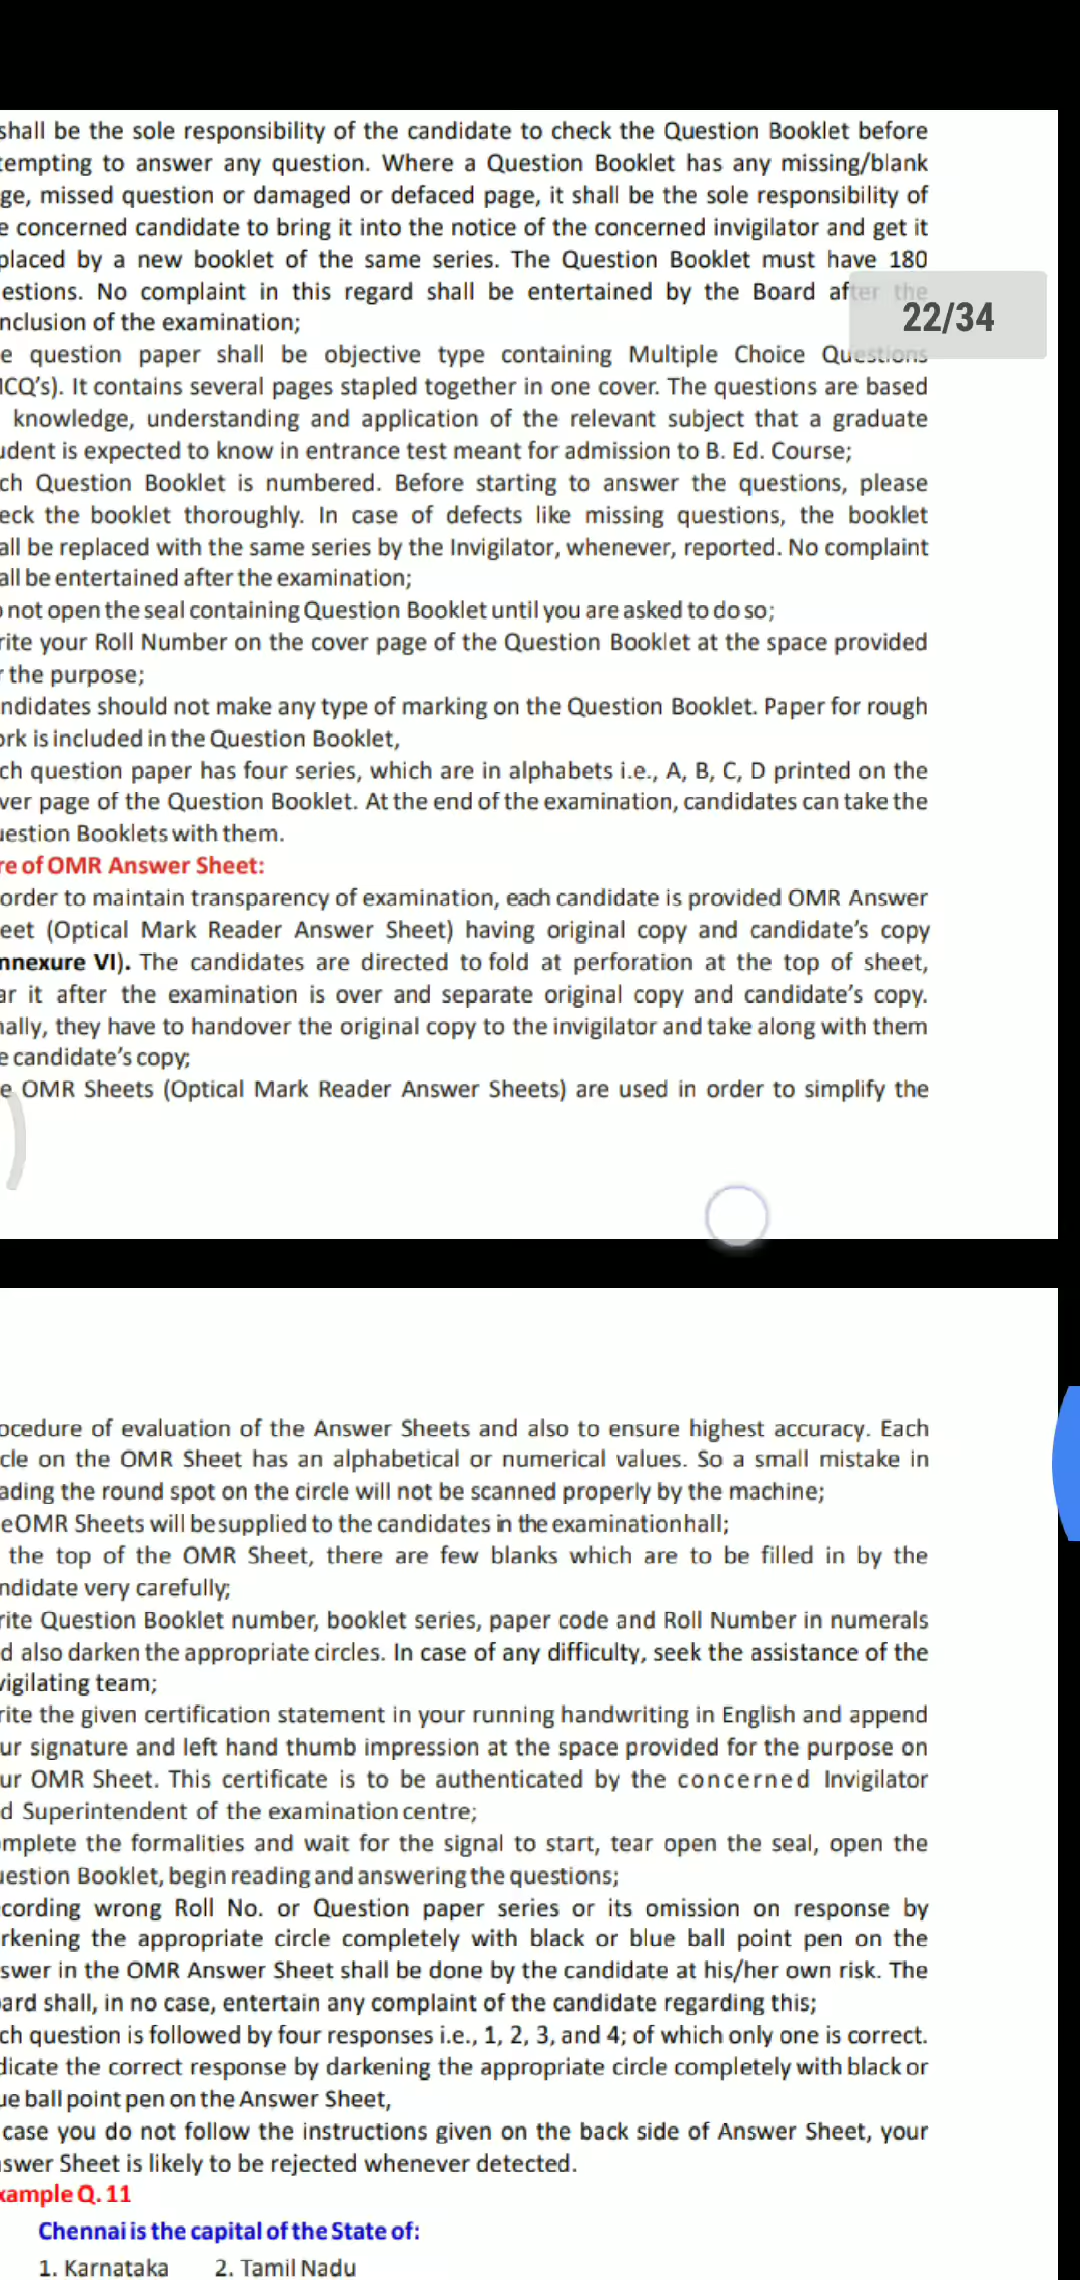 shall be the sole responsibility of the candidate to check the Question Booklet before
tempting to answer any question. Where a Question Booklet has any missing/blank
ge, missed question or damaged or defaced page, it shall be the sole responsibility of
e concerned candidate to bring it into the notice of the concerned invigilator and get it
placed by a new booklet of the same series. The Question Booklet must have 180
estions. No complaint in this regard shall be entertained by the Board after the
22/34
nclusion of the examination;
e question paper shall be objective type containing Multiple Choice Questions
ICQ's). It contains several pages stapled together in one cover. The questions are based
knowledge, understanding and application of the relevant subject that a graduate
udent is expected to know in entrance test meant for admission to B. Ed. Course;
ch Question Booklet is numbered. Before starting to answer the questions, please
eck the booklet thoroughly. In case of defects like missing questions, the booklet
all be replaced with the same series by the Invigilator, whenever, reported. No complaint
all be entertained after the examination;
o not open the seal containing Question Booklet until you are asked to do so;
rite your Roll Number on the cover page of the Question Booklet at the space provided
r the purpose;
ndidates should not make any type of marking on the Question Booklet. Paper for rough
ork is included in the Question Booklet,
ch question paper has four series, which are in alphabets i.e., A, B, C, D printed on the
ver page of the Question Booklet. At the end of the examination, candidates can take the
uestion Booklets with them.
re of OMR Answer Sheet:
order to maintain transparency of examination, each candidate is provided OMR Answer
eet (Optical Mark Reader Answer Sheet) having original copy and candidate's copy
nnexure VI). The candidates are directed to fold at perforation at the top of sheet,
ar it after the examination is over and separate original copy and candidate's copy.
nally, they have to handover the original copy to the invigilator and take along with them
e candidate's copy;
e OMR Sheets (Optical Mark Reader Answer Sheets) are used in order to simplify the
ocedure of evaluation of the Answer Sheets and also to ensure highest accuracy. Each
cle on the OMR Sheet has an alphabetical or numerical values. So a small mistake in
ading the round spot on the circle will not be scanned properly by the machine;
e OMR Sheets will be supplied to the candidates in the examination hall;
the top of the OMR Sheet, there are few blanks which are to be filled in by the
ndidate very carefully;
rite Question Booklet number, booklet series, paper code and Roll Number in numerals
d also darken the appropriate circles. In case of any difficulty, seek the assistance of the
vigilating team;
rite the given certification statement in your running handwriting in English and append
ur signature and left hand thumb impression at the space provided for the purpose on
ur OMR Sheet. This certificate is to be authenticated by the concerned Invigilator
d Superintendent of the examination centre;
omplete the formalities and wait for the signal to start, tear open the seal, open the
uestion Booklet, begin reading and answering the questions;
cording wrong Roll No. or Question paper series or its omission on response by
rkening the appropriate circle completely with black or blue ball point pen on the
swer in the OMR Answer Sheet shall be done by the candidate at his/her own risk. The
ard shall, in no case, entertain any complaint of the candidate regarding this;
ch question is followed by four responses i.e., 1, 2, 3, and 4; of which only one is correct.
dicate the correct response by darkening the appropriate circle completely with black or
ue ball point pen on the Answer Sheet,
case you do not follow the instructions given on the back side of Answer Sheet, your
swer Sheet is likely to be rejected whenever detected.
xample Q. 11
Chennai is the capital of the State of:
1. Karnataka 2. Tamil Nadu